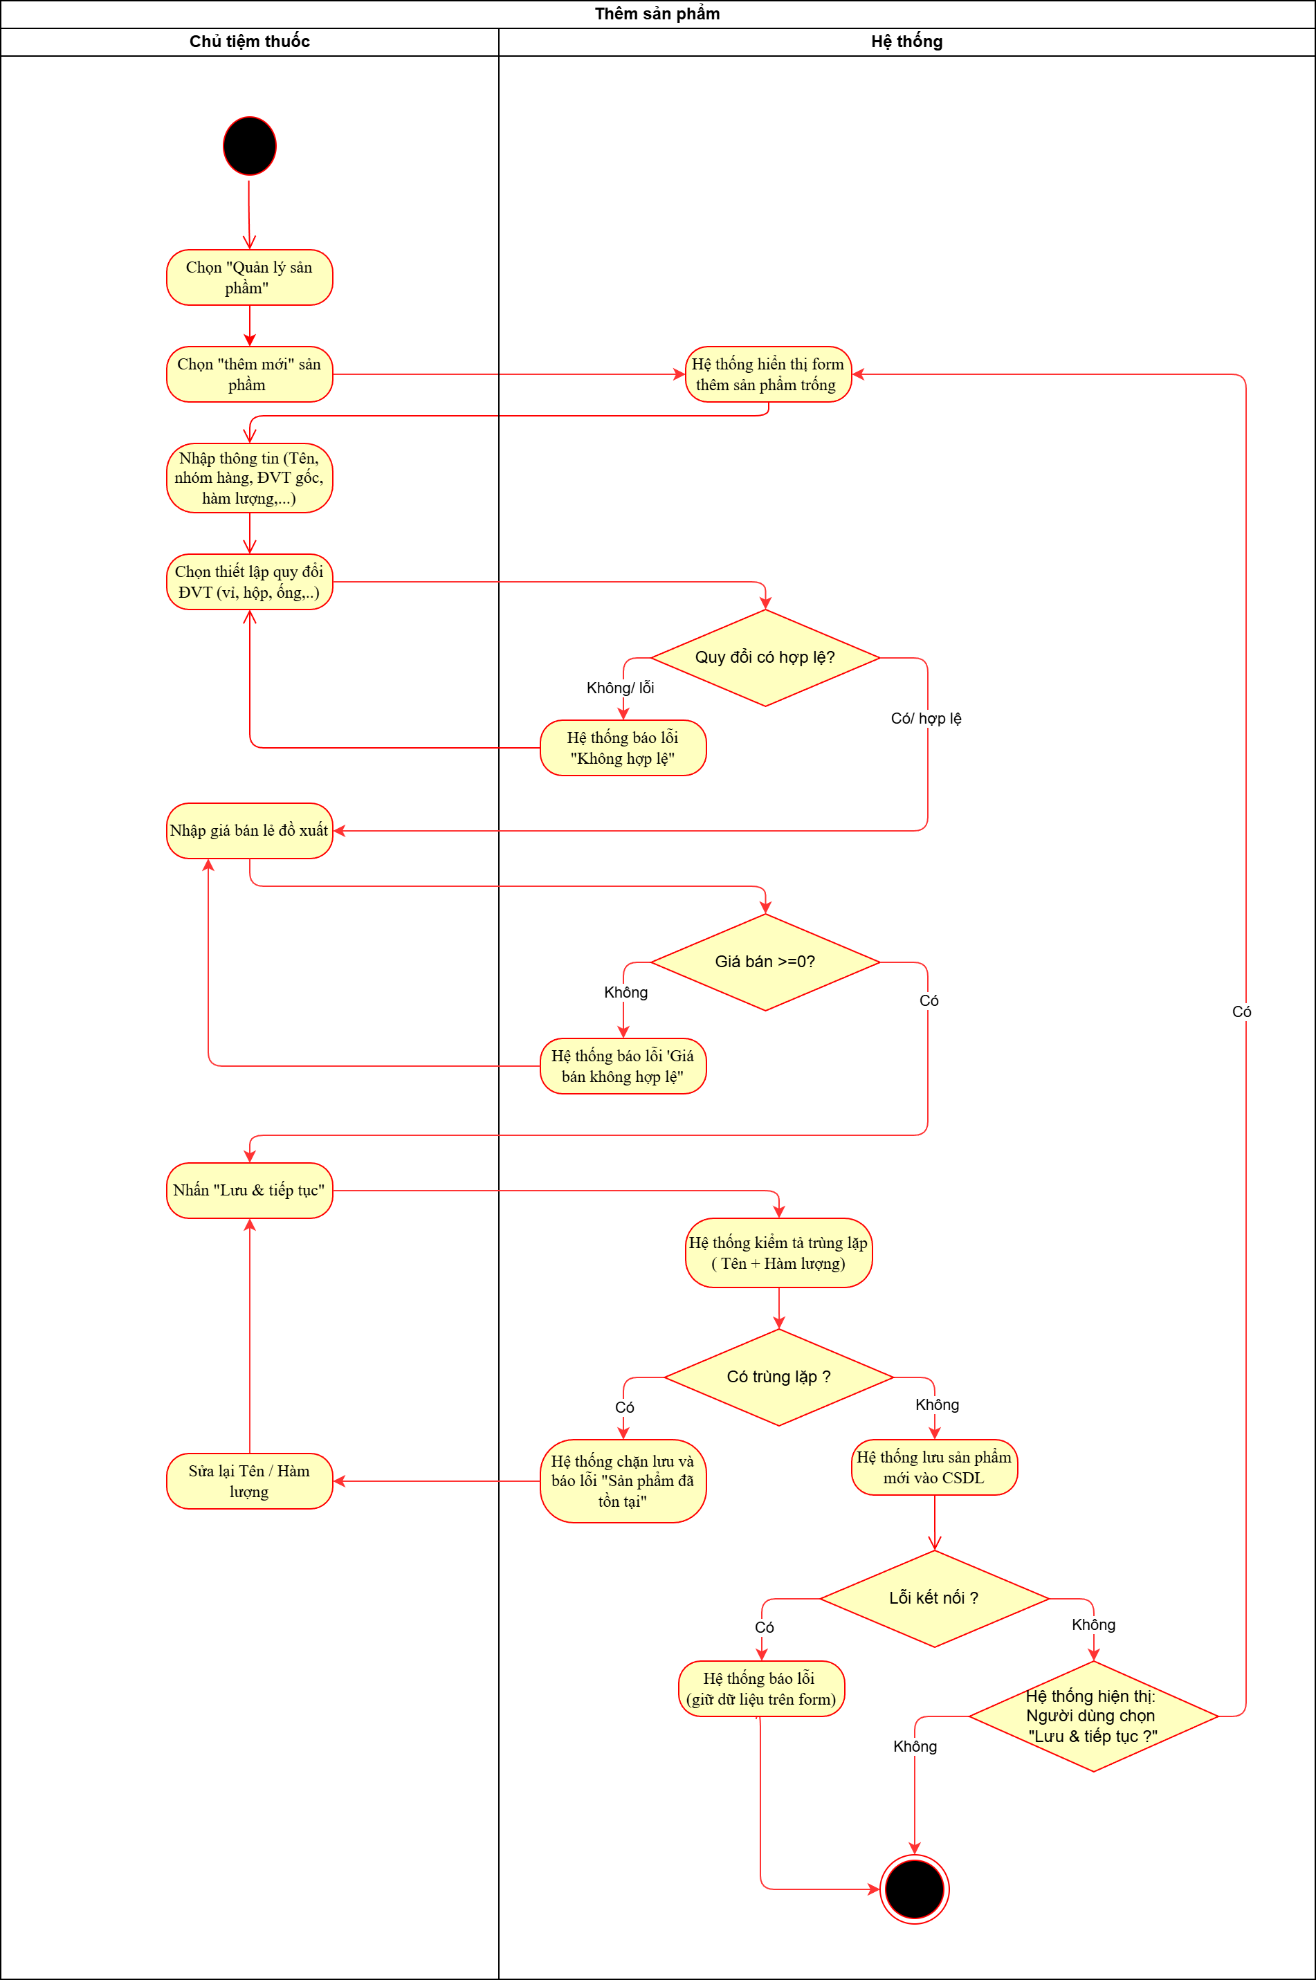 Thêm sản phẩm
Chủ tiệm thuốc
Hệ thống
Chọn "Quản lý sản
phầm"
Chọn "thêm mới" sản
phầm
Hệ thống hiển thị form
thêm sản phẩm trống
Nhập thông tin (Tên,
nhóm hàng, ĐVT gốc,
hàm lượng,...)
Chọn thiết lập quy đổi
ĐVT (vỉ, hộp, ống,..)
Quy đổi có hợp lệ?
Không/ lỗi
Có/ hợp lệ
Hệ thống báo lỗi
"Không hợp lệ"
Nhập giá bán lẻ đồ xuất
Giá bán >=0?
Không
Có
Có
Hệ thống báo lỗi 'Giá
bán không hợp lệ"
Nhấn "Lưu & tiếp tục"
Hệ thống kiểm tả trùng lặp
( Tên + Hàm lượng)
Có trùng lặp ?
Có
Không
Hệ thống chặn lưu và
báo lỗi "Sản phẩm đã
tồn tại"
Hệ thống lưu sản phẩm
mới vào CSDL
Sửa lại Tên / Hàm
lượng
Lỗi kết nối ?
Có
Không
Hệ thống báo lỗi
(giữ dữ liệu trên form)
Hệ thống hiện thị:
Người dùng chọn
"Lưu & tiếp tục ?"
Không